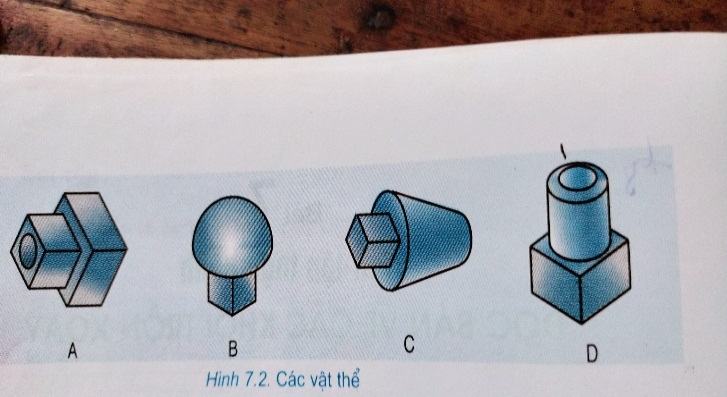 A B C D
Hình 7.2. Các vật thể